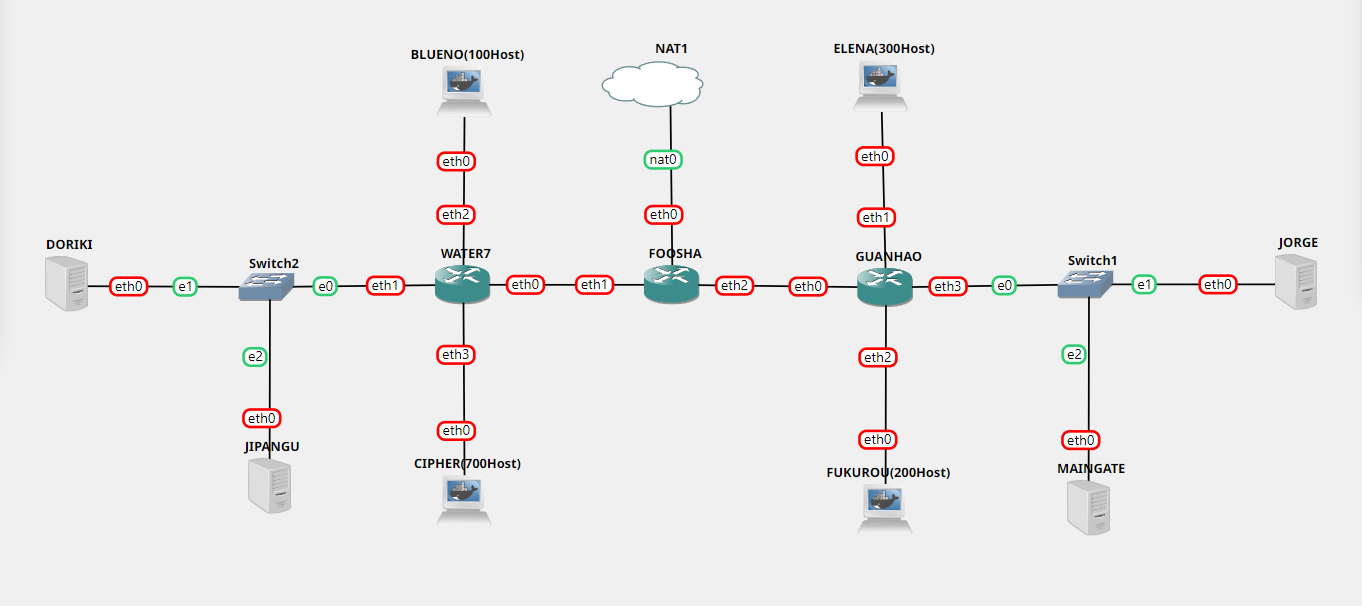 BLUENO(100Host)
NAT1
ELENA(300Host)
eth0
nat0
eth0
eth2
eth0
eth1
DORIKI
Switch2
WATER7
FOOSHA
GUANHAO
Switch1
JORGE
eth0
e1
e0
eth1
eth0
eth1
eth2
eth0
eth3
e0
e1
eth0
e2
eth3
eth2
e2
eth0
eth0
eth0
eth0
JIPANGU
CIPHER(700Host)
FUKUROU(200Host)
MAINGATE